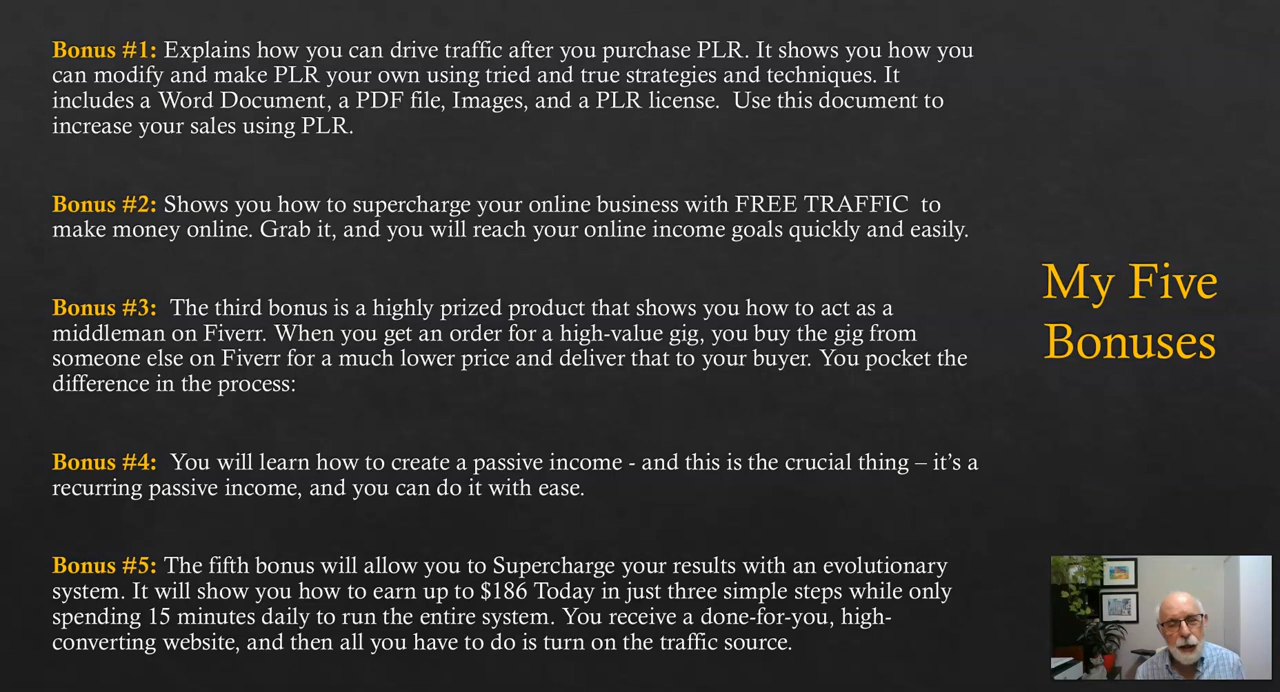 Bonus #1: Explains how you can drive traffic after you purchase PLR. It shows you how you
can modify and make PLR your own using tried and true strategies and techniques. It
includes a Word Document, a PDF file, Images, and a PLR license.  Use this document to
increase your sales using PLR.
Bonus #2: Shows you how to supercharge your online business with FREE TRAFFIC  to
make money online. Grab it, and you will reach your online income goals quickly and easily.
Bonus #3:  The third bonus is a highly prized product that shows you how to act as a
middleman on Fiverr. When you get an order for a high-value gig, you buy the gig from
someone else on Fiverr for a much lower price and deliver that to your buyer. You pocket the
difference in the process:
Bonus #4:  You will learn how to create a passive income - and this is the crucial thing – it’s a
recurring passive income, and you can do it with ease.
Bonus #5: The fifth bonus will allow you to Supercharge your results with an evolutionary
system. It will show you how to earn up to $186 Today in just three simple steps while only
spending 15 minutes daily to run the entire system. You receive a done-for-you, high-
converting website, and then all you have to do is turn on the traffic source.
My Five
Bonuses